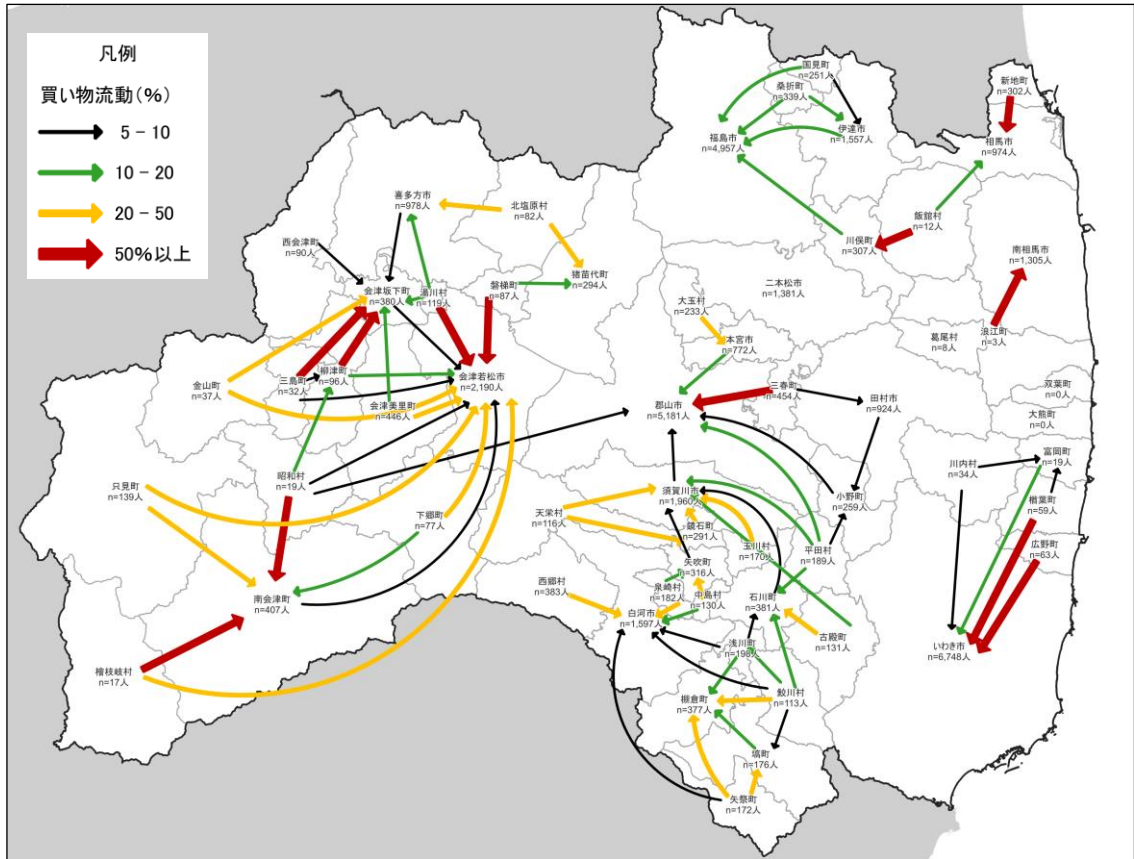 凡例
買い物流動(%)
5 – 10
10 – 20
20 – 50
50%以上
国見町
n=251人
桑折町
n=339人
新地町
n=302人
福島市
n=4,957人
伊達市
n=1,557人
相馬市
n=974人
喜多方市
n=978人
北塩原村
n=82人
飯舘村
n=12人
川俣町
n=307人
西会津町
n=90人
南相馬市
n=1,305人
猪苗代町
n=294人
磐梯町
n=87人
会津坂下町
n=380人
湯川村
n=119人
二本松市
n=1,381人
大玉村
n=233人
本宮市
n=772人
浪江町
n=3人
葛尾村
n=8人
金山町
n=37人
三島町
n=32人
柳津町
n=96人
会津若松市
n=2,190人
会津美里町
n=446人
三春町
n=454人
双葉町
n=0人
田村市
n=924人
郡山市
n=5,181人
大熊町
n=0人
川内村
n=34人
富岡町
n=19人
昭和村
n=19人
只見町
n=139人
須賀川市
n=1,960人
小野町
n=259人
楢葉町
n=59人
下郷町
n=77人
天栄村
n=116人
鏡石町
n=291人
玉川村
n=170人
平田村
n=189人
広野町
n=63人
矢吹町
n=316人
西郷村
n=383人
泉崎村
n=182人
中島村
n=130人
石川町
n=381人
南会津町
n=407人
白河市
n=1,597人
古殿町
n=131人
いわき市
n=6,748人
浅川町
n=198人
檜枝岐村
n=17人
棚倉町
n=377人
鮫川村
n=113人
塙町
n=176人
矢祭町
n=172人